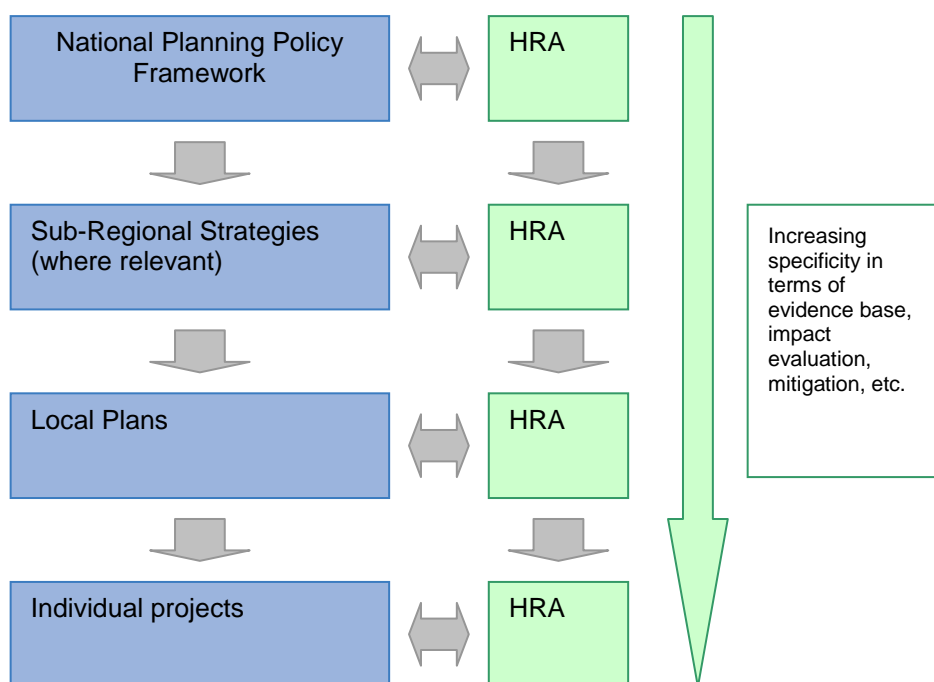 National Planning Policy
Framework
HRA
Sub-Regional Strategies
(where relevant)
HRA
Increasing
specificity in
terms of
evidence base,
impact
evaluation,
mitigation, etc.
Local Plans
HRA
Individual projects
HRA